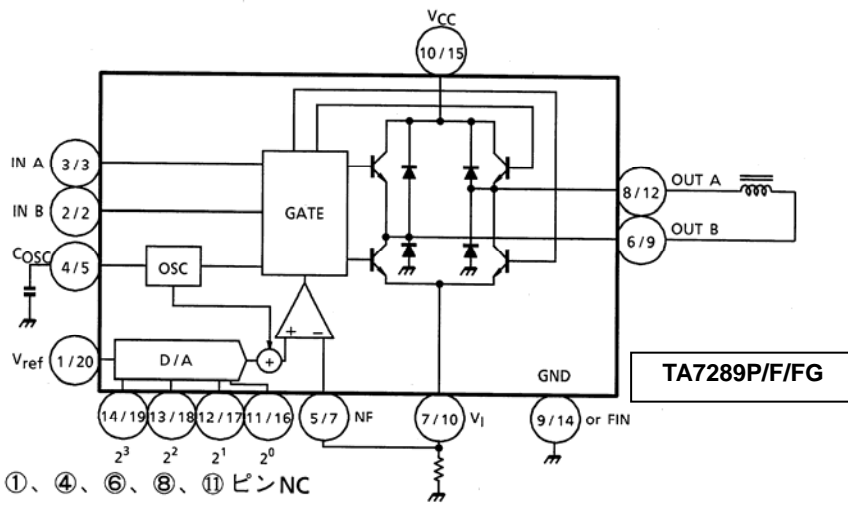 VCC
10/15
IN A 3/3
IN B 2/2
COSC 4/5
GATE
OSC
8/12 OUT A
6/9 OUT B
Vref 1/20
D/A
+
+ −
TA7289P/F/FG
GND
14/19 13/18 12/17 11/16 5/7 NF 7/10 VI 9/14 or FIN
2³ 2² 2¹ 2⁰
①、④、⑥、⑧、⑪ ピンNC